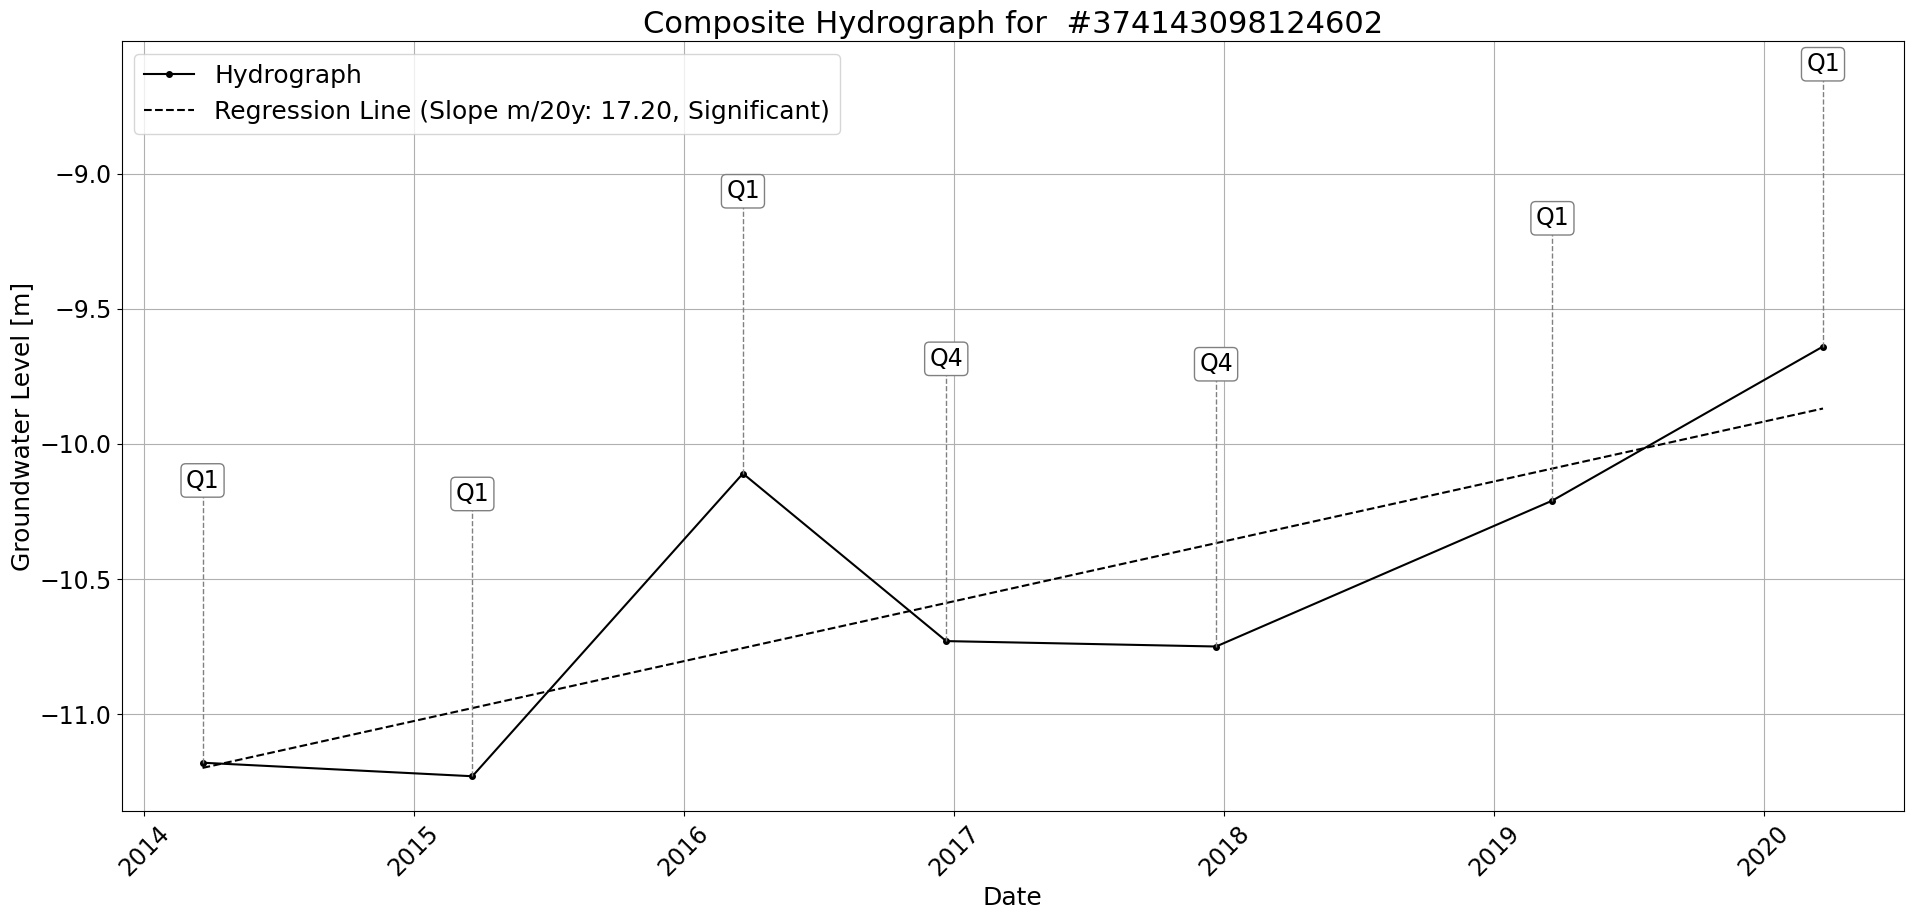 Composite Hydrograph for  #374143098124602
Hydrograph
Regression Line (Slope m/20y: 17.20, Significant)
Q1
Q1
Q1
Q4
Q4
Q1
Q1
Groundwater Level [m]
−9.0
−9.5
−10.0
−10.5
−11.0
2014
2015
2016
2017
2018
2019
2020
Date